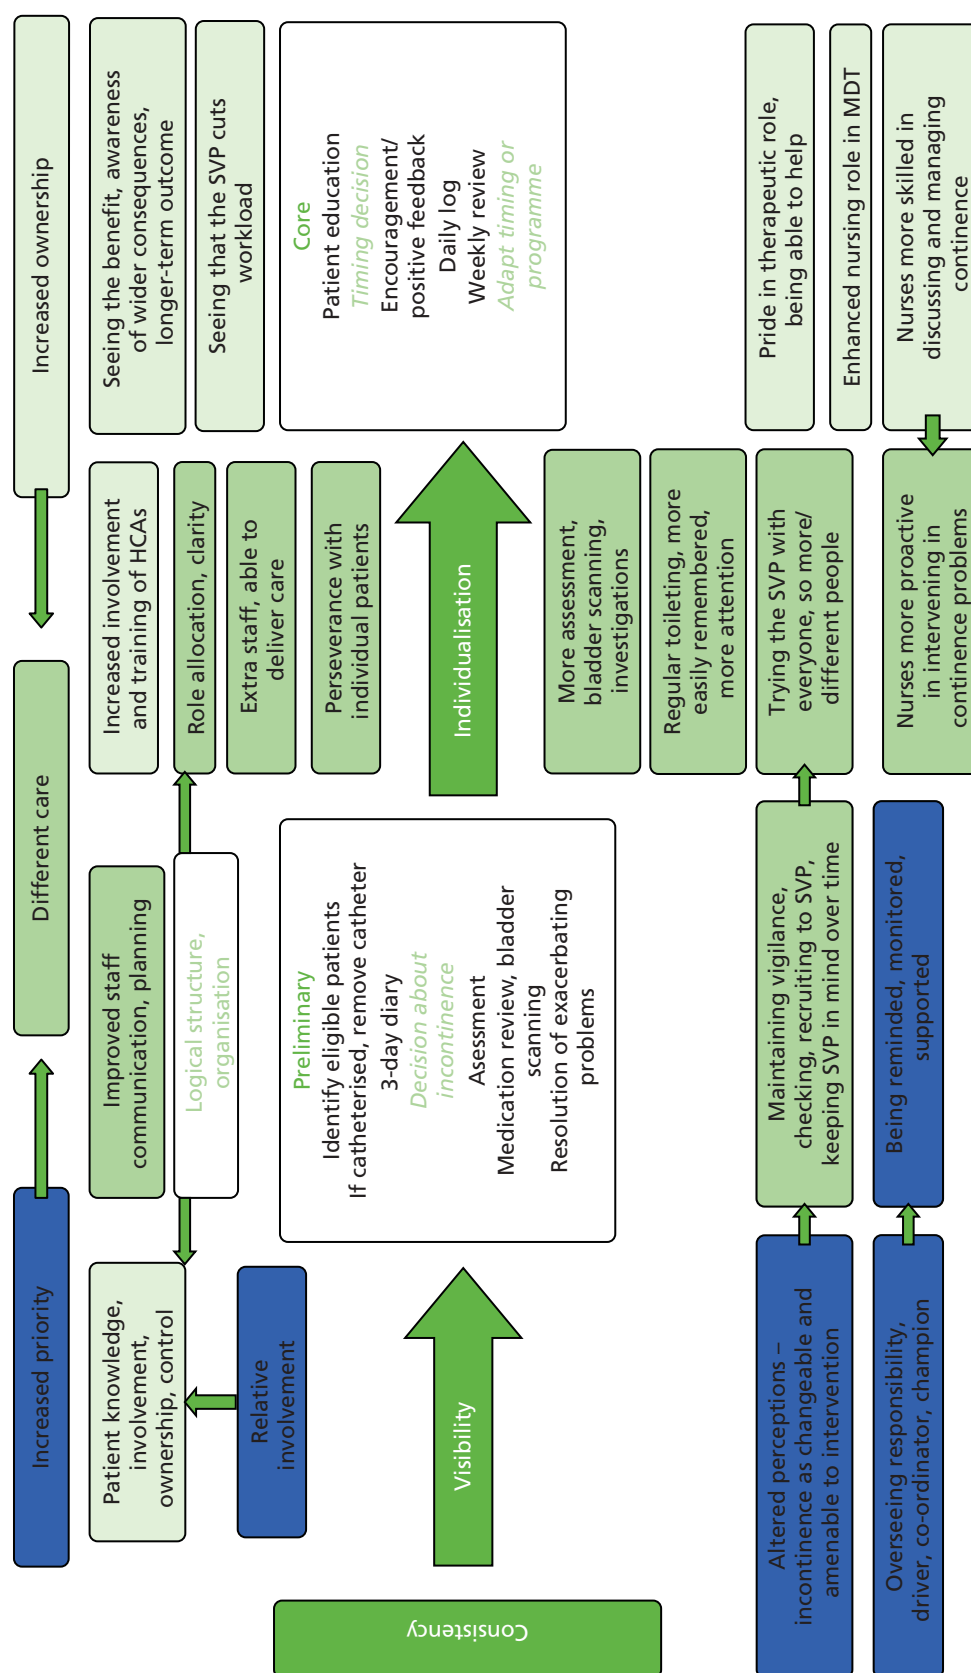 Increased priority
Different care
Increased ownership
Patient knowledge,
involvement,
ownership, control
Improved staff
communication, planning
Increased involvement
and training of HCAs
Seeing the benefit, awareness
of wider consequences,
longer-term outcome
Logical structure,
organisation
Role allocation, clarity
Seeing that the SVP cuts
workload
Relative
involvement
Extra staff, able to
deliver care
Perseverance with
individual patients
Consistency
Visibility
Preliminary
Identify eligible patients
If catheterised, remove catheter
3-day diary
Decision about
incontinence
Asessment
Medication review, bladder
scanning
Resolution of exacerbating
problems
Individualisation
Core
Patient education
Timing decision
Encouragement/
positive feedback
Daily log
Weekly review
Adapt timing or
programme
More assessment,
bladder scanning,
investigations
Regular toileting, more
easily remembered,
more attention
Altered perceptions –
incontinence as changeable and
amenable to intervention
Maintaining vigilance,
checking, recruiting to SVP,
keeping SVP in mind over time
Trying the SVP with
everyone, so more/
different people
Pride in therapeutic role,
being able to help
Enhanced nursing role in MDT
Overseeing responsibility,
driver, co-ordinator, champion
Being reminded, monitored,
supported
Nurses more proactive
in intervening in
continence problems
Nurses more skilled in
discussing and managing
continence